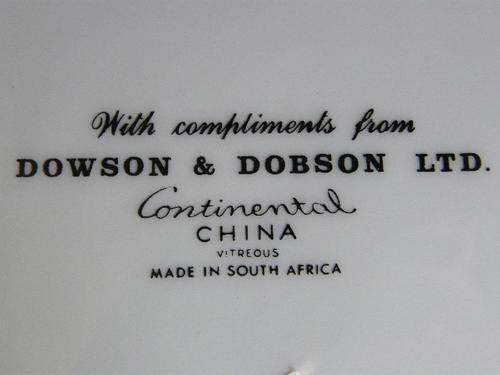 With compliments from
DOWSON & DOBSON LTD.
Continental
CHINA
VITREOUS
MADE IN SOUTH AFRICA